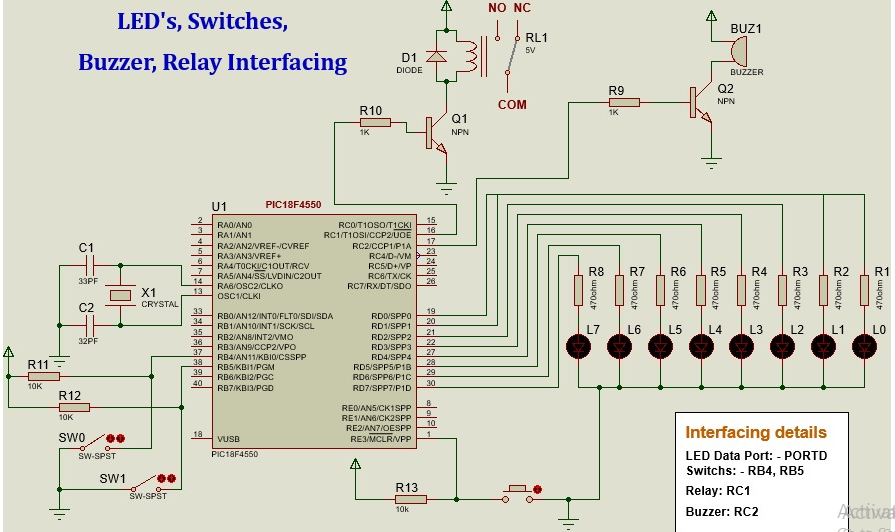 LED's, Switches,
Buzzer, Relay Interfacing
NO NC
RL1
5V
COM
D1
DIODE
R10
1K
Q1
NPN
BUZ1
BUZZER
R9
1K
Q2
NPN
U1
PIC18F4550
2 RA0/AN0
3 RA1/AN1
4 RA2/AN2/VREF-/CVREF
5 RA3/AN3/VREF+
6 RA4/T0CKI/C1OUT/RCV
7 RA5/AN4/SS/LVDIN/C2OUT
14 RA6/OSC2/CLKO
13 OSC1/CLKI
33 RB0/AN12/INT0/FLT0/SDI/SDA
34 RB1/AN10/INT1/SCK/SCL
35 RB2/AN8/INT2/VMO
36 RB3/AN9/CCP2/VPO
37 RB4/AN11/KBI0/CSSPP
38 RB5/KBI1/PGM
39 RB6/KBI2/PGC
40 RB7/KBI3/PGD
18 VUSB
RC0/T1OSO/T1CKI 15
RC1/T1OSI/CCP2/UOE 16
RC2/CCP1/P1A 17
RC4/D-/VM 23
RC5/D+/VP 24
RC6/TX/CK 25
RC7/RX/DT/SDO 26
RD0/SPP0 19
RD1/SPP1 20
RD2/SPP2 21
RD3/SPP3 22
RD4/SPP4 27
RD5/SPP5/P1B 28
RD6/SPP6/P1C 29
RD7/SPP7/P1D 30
RE0/AN5/CK1SPP 8
RE1/AN6/CK2SPP 9
RE2/AN7/OESPP 10
RE3/MCLR/VPP 1
PIC18F4550
C1
33PF
C2
32PF
X1
CRYSTAL
R11
10K
R12
10K
SW0
SW-SPST
SW1
SW-SPST
R13
10k
R8 R7 R6 R5 R4 R3 R2 R1
470ohm 470ohm 470ohm 470ohm 470ohm 470ohm 470ohm 470ohm
L7 L6 L5 L4 L3 L2 L1 L0
Interfacing details
LED Data Port: - PORTD
Switchs: - RB4, RB5
Relay: RC1
Buzzer: RC2